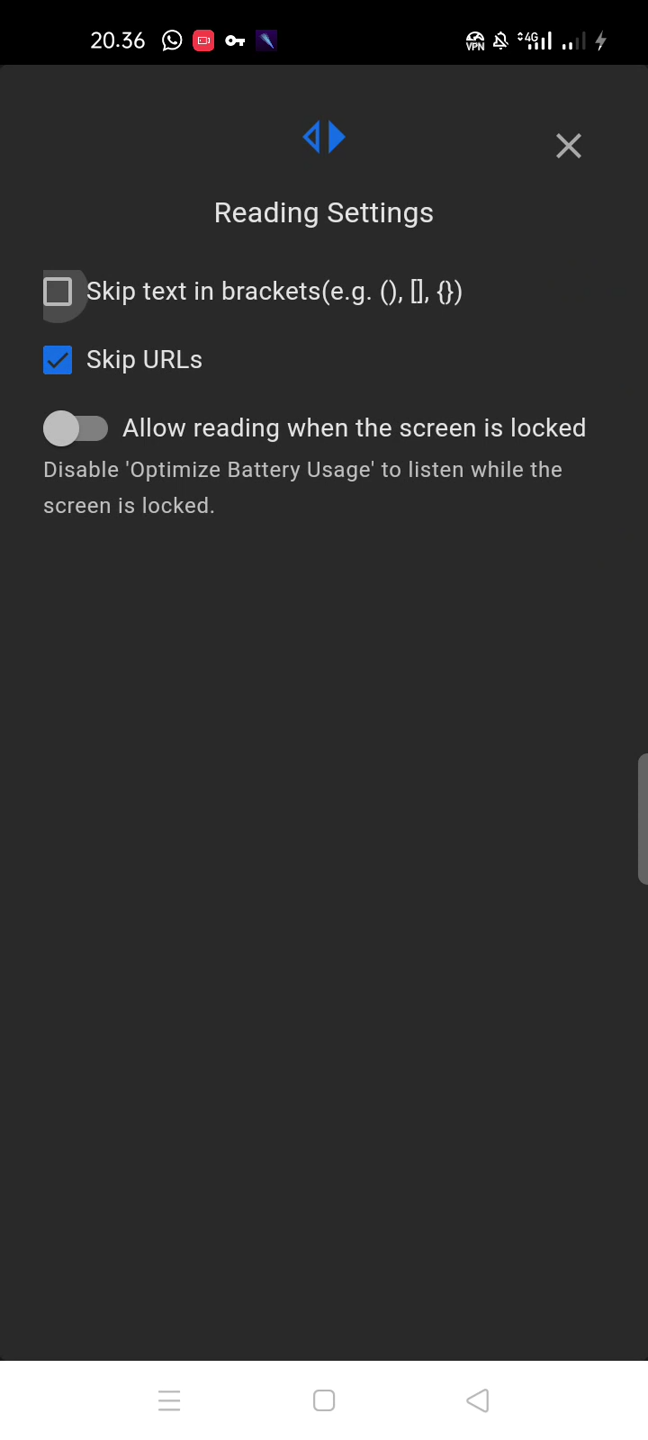 20.36
VPN
4G
Reading Settings
Skip text in brackets(e.g. (), [], {})
Skip URLs
Allow reading when the screen is locked
Disable 'Optimize Battery Usage' to listen while the
screen is locked.